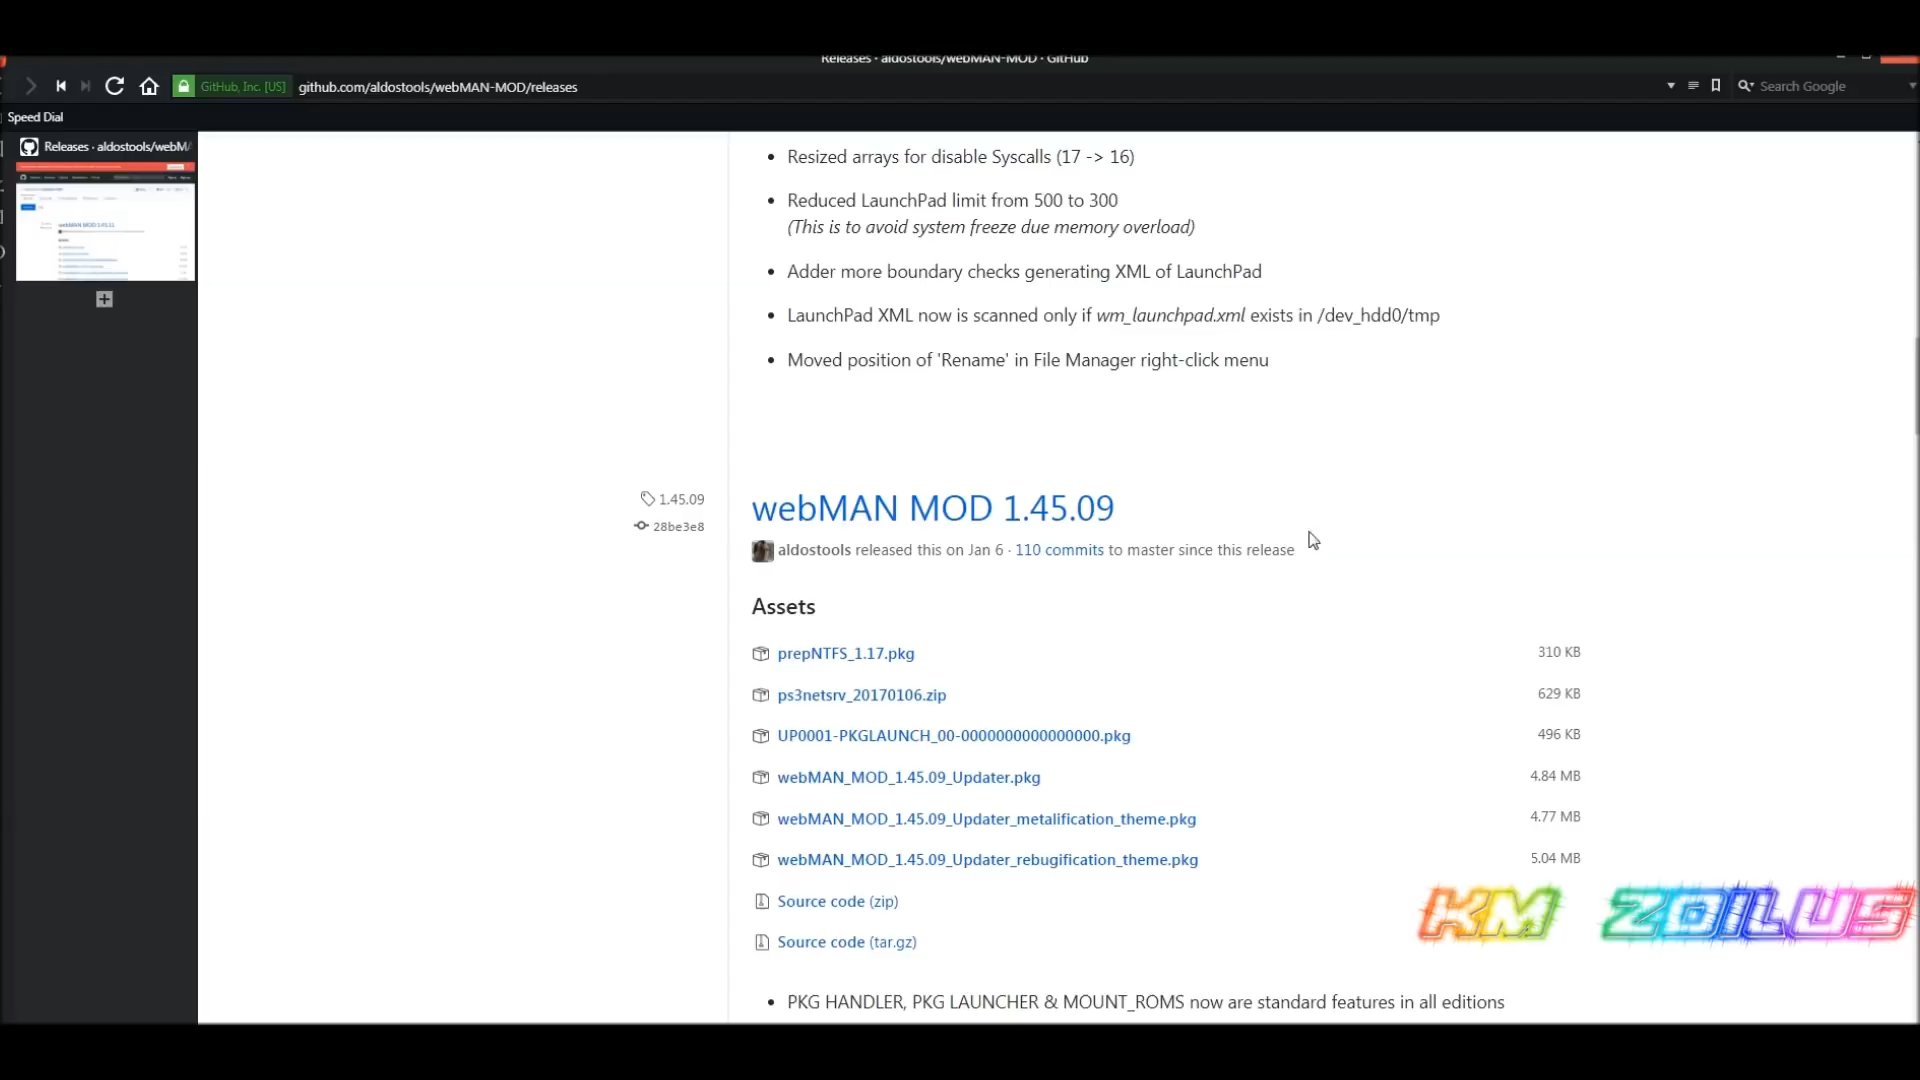 Releases · aldostools/webMAN-MOD · GitHub
GitHub, Inc. [US]
github.com/aldostools/webMAN-MOD/releases
Search Google
Speed Dial
Releases · aldostools/webMA
Resized arrays for disable Syscalls (17 -> 16)
Reduced LaunchPad limit from 500 to 300
(This is to avoid system freeze due memory overload)
Adder more boundary checks generating XML of LaunchPad
LaunchPad XML now is scanned only if wm_launchpad.xml exists in /dev_hdd0/tmp
Moved position of 'Rename' in File Manager right-click menu
1.45.09
28be3e8
webMAN MOD 1.45.09
aldostools released this on Jan 6 · 110 commits to master since this release
Assets
prepNTFS_1.17.pkg 310 KB
ps3netsrv_20170106.zip 629 KB
UP0001-PKGLAUNCH_00-0000000000000000.pkg 496 KB
webMAN_MOD_1.45.09_Updater.pkg 4.84 MB
webMAN_MOD_1.45.09_Updater_metalification_theme.pkg 4.77 MB
webMAN_MOD_1.45.09_Updater_rebugification_theme.pkg 5.04 MB
Source code (zip)
Source code (tar.gz)
KM ZOILUS
PKG HANDLER, PKG LAUNCHER & MOUNT_ROMS now are standard features in all editions